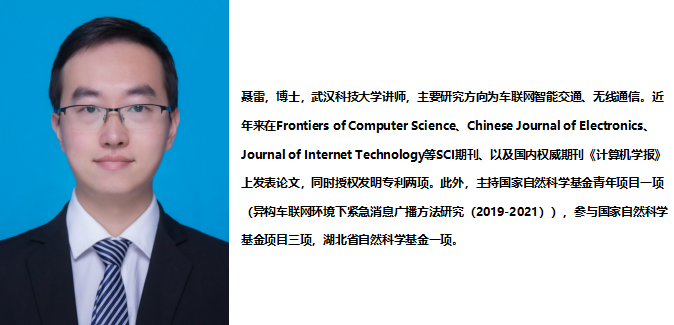 聂雷，博士，武汉科技大学讲师，主要研究方向为车联网智能交通、无线通信。近
年来在Frontiers of Computer Science、Chinese Journal of Electronics、
Journal of Internet Technology等SCI期刊、以及国内权威期刊《计算机学报》
上发表论文，同时授权发明专利两项。此外，主持国家自然科学基金青年项目一项
（异构车联网环境下紧急消息广播方法研究（2019-2021）），参与国家自然科学
基金项目三项，湖北省自然科学基金一项。